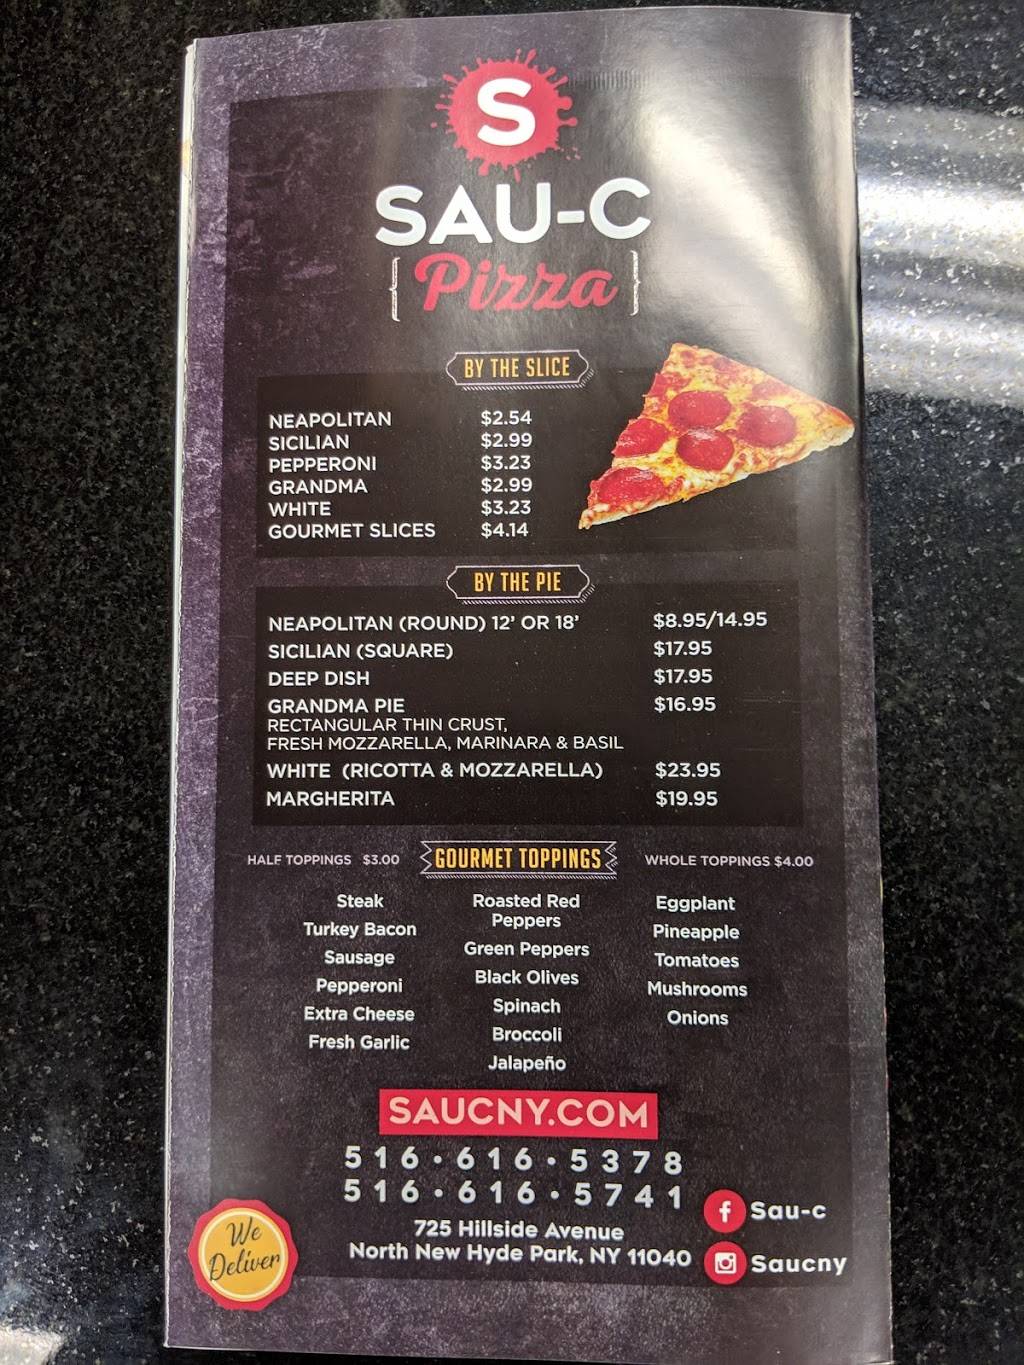 S
SAU-C
Pizza
BY THE SLICE
NEAPOLITAN $2.54
SICILIAN $2.99
PEPPERONI $3.23
GRANDMA $2.99
WHITE $3.23
GOURMET SLICES $4.14
BY THE PIE
NEAPOLITAN (ROUND) 12' OR 18' $8.95/14.95
SICILIAN (SQUARE) $17.95
DEEP DISH $17.95
GRANDMA PIE $16.95
RECTANGULAR THIN CRUST,
FRESH MOZZARELLA, MARINARA & BASIL
WHITE (RICOTTA & MOZZARELLA) $23.95
MARGHERITA $19.95
HALF TOPPINGS $3.00 GOURMET TOPPINGS WHOLE TOPPINGS $4.00
Steak
Turkey Bacon
Sausage
Pepperoni
Extra Cheese
Fresh Garlic
Roasted Red
Peppers
Green Peppers
Black Olives
Spinach
Broccoli
Jalapeño
Eggplant
Pineapple
Tomatoes
Mushrooms
Onions
SAUCNY.COM
516·616·5378
516·616·5741
725 Hillside Avenue
North New Hyde Park, NY 11040
We
Deliver
f Sau-c
Saucny